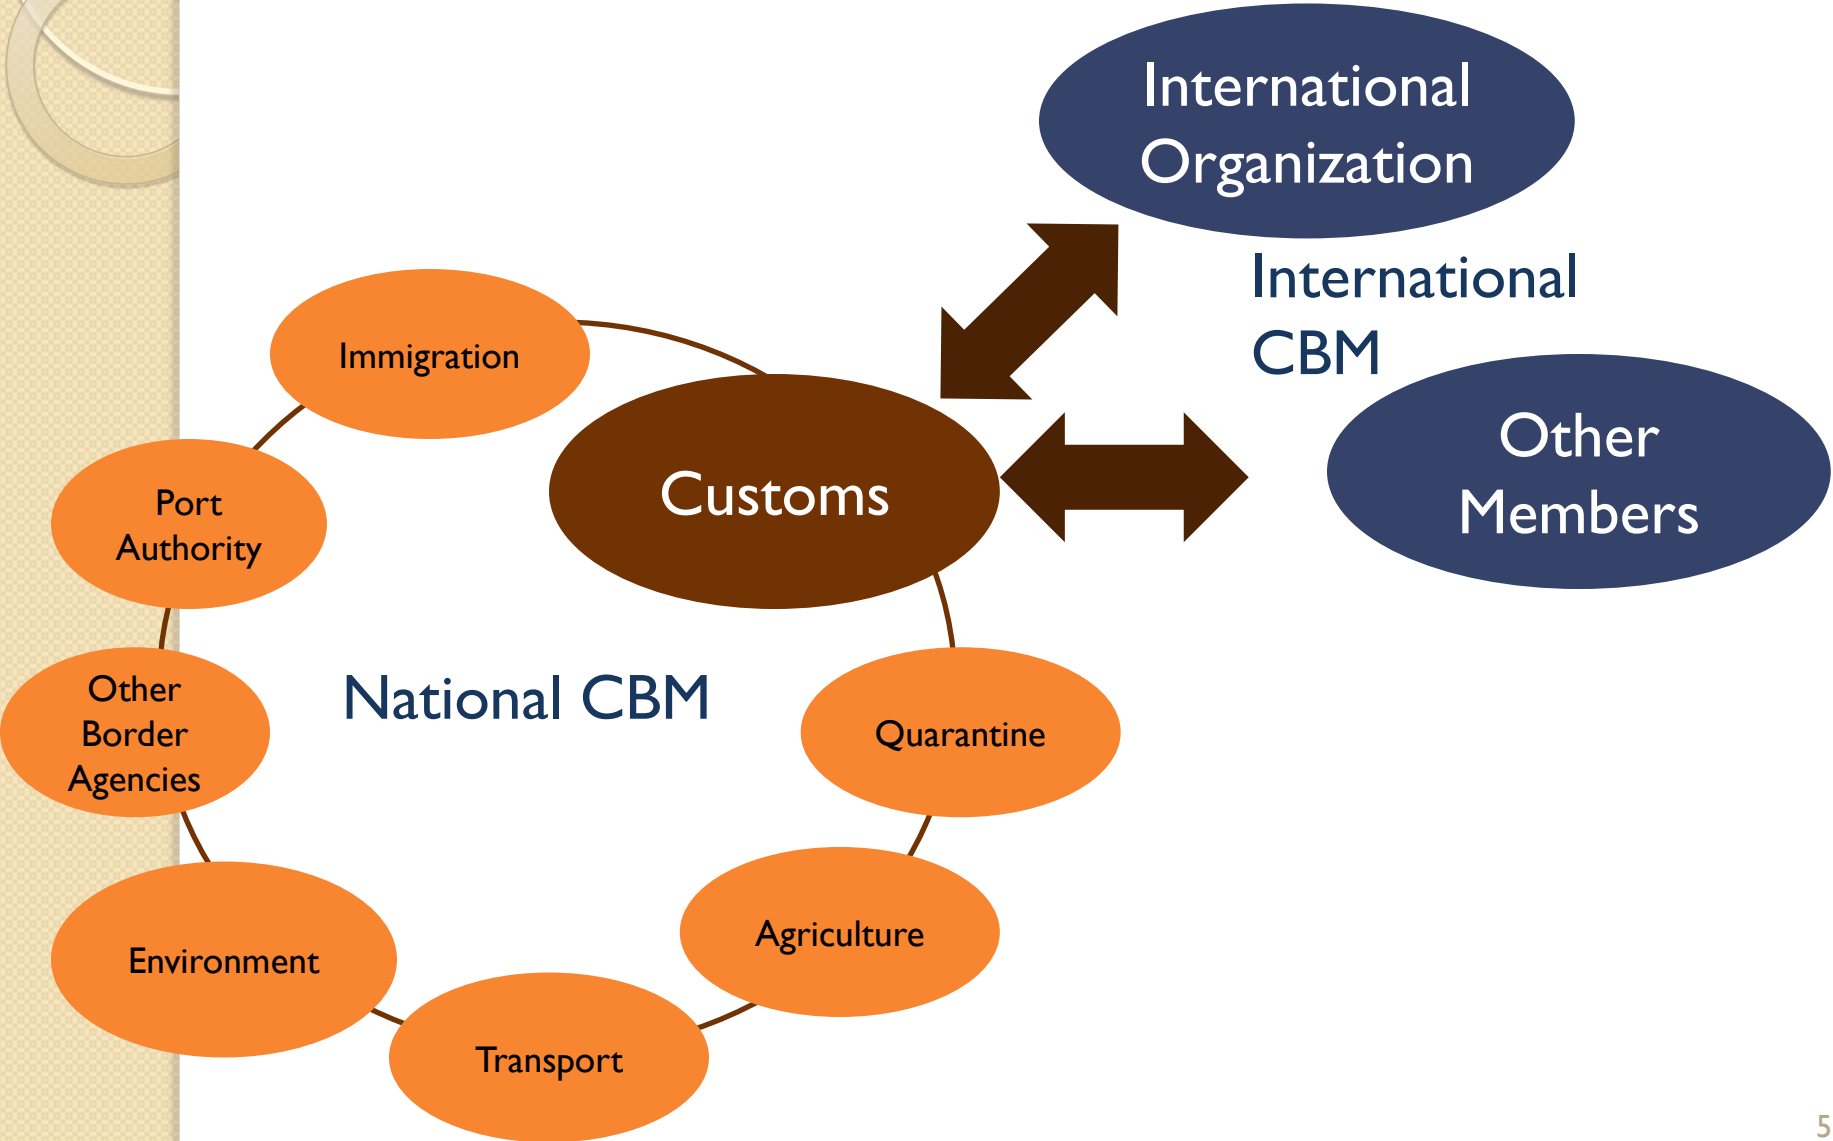 International
Organization
International
CBM
Immigration
Customs
Other
Members
Port
Authority
National CBM
Other
Border
Agencies
Quarantine
Agriculture
Environment
Transport
5